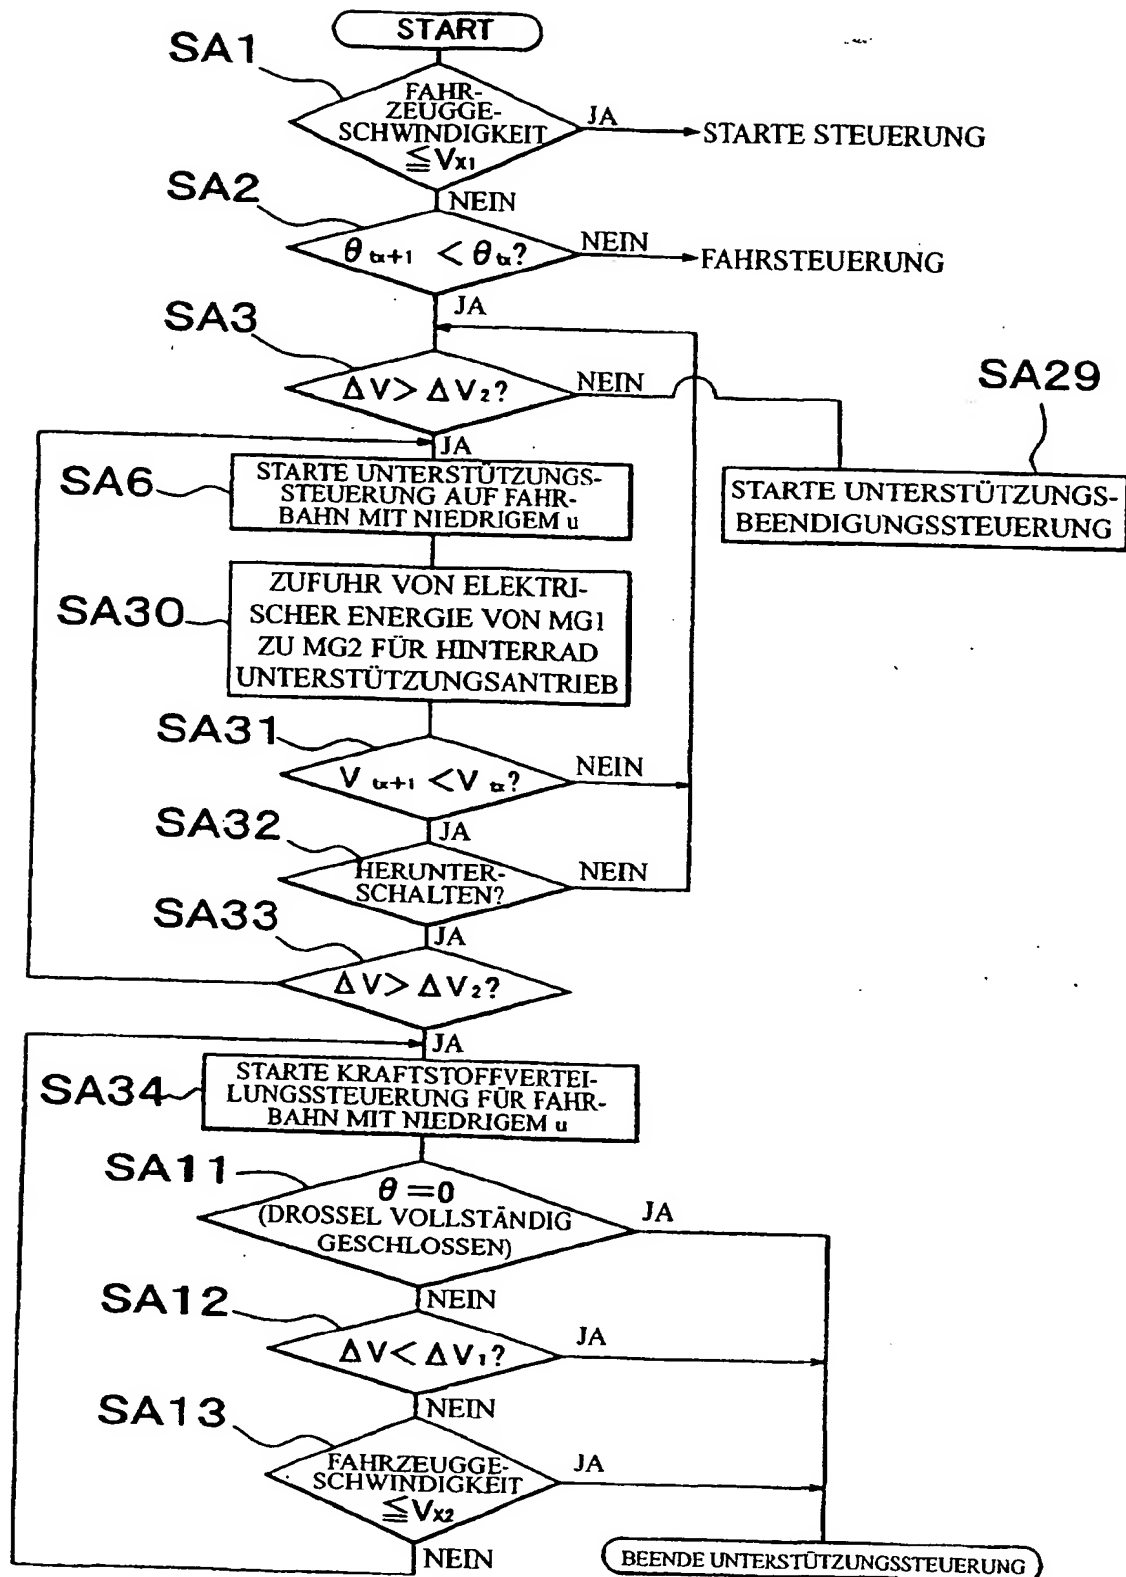 START
SA1
FAHR-
ZEUGGE-
SCHWINDIGKEIT
≦Vx1
JA
STARTE STEUERUNG
NEIN
SA2
θtx+1 < θtx?
NEIN
FAHRSTEUERUNG
JA
SA3
ΔV> ΔV2?
NEIN
SA29
JA
STARTE UNTERSTÜTZUNGS-
BEENDIGUNGSSTEUERUNG
SA6
STARTE UNTERSTÜTZUNGS-
STEUERUNG AUF FAHR-
BAHN MIT NIEDRIGEM u
SA30
ZUFUHR VON ELEKTRI-
SCHER ENERGIE VON MG1
ZU MG2 FÜR HINTERRAD
UNTERSTÜTZUNGSANTRIEB
SA31
Vtx+1 <Vtx?
NEIN
JA
SA32
HERUNTER-
SCHALTEN?
NEIN
JA
SA33
ΔV> ΔV2?
JA
SA34
STARTE KRAFTSTOFFVERTEI-
LUNGSSTEUERUNG FÜR FAHR-
BAHN MIT NIEDRIGEM u
SA11
θ=0
(DROSSEL VOLLSTÄNDIG
GESCHLOSSEN)
JA
NEIN
SA12
ΔV< ΔV1?
JA
NEIN
SA13
FAHRZEUGGE-
SCHWINDIGKEIT
≦Vx2
JA
NEIN
BEENDE UNTERSTÜTZUNGSSTEUERUNG